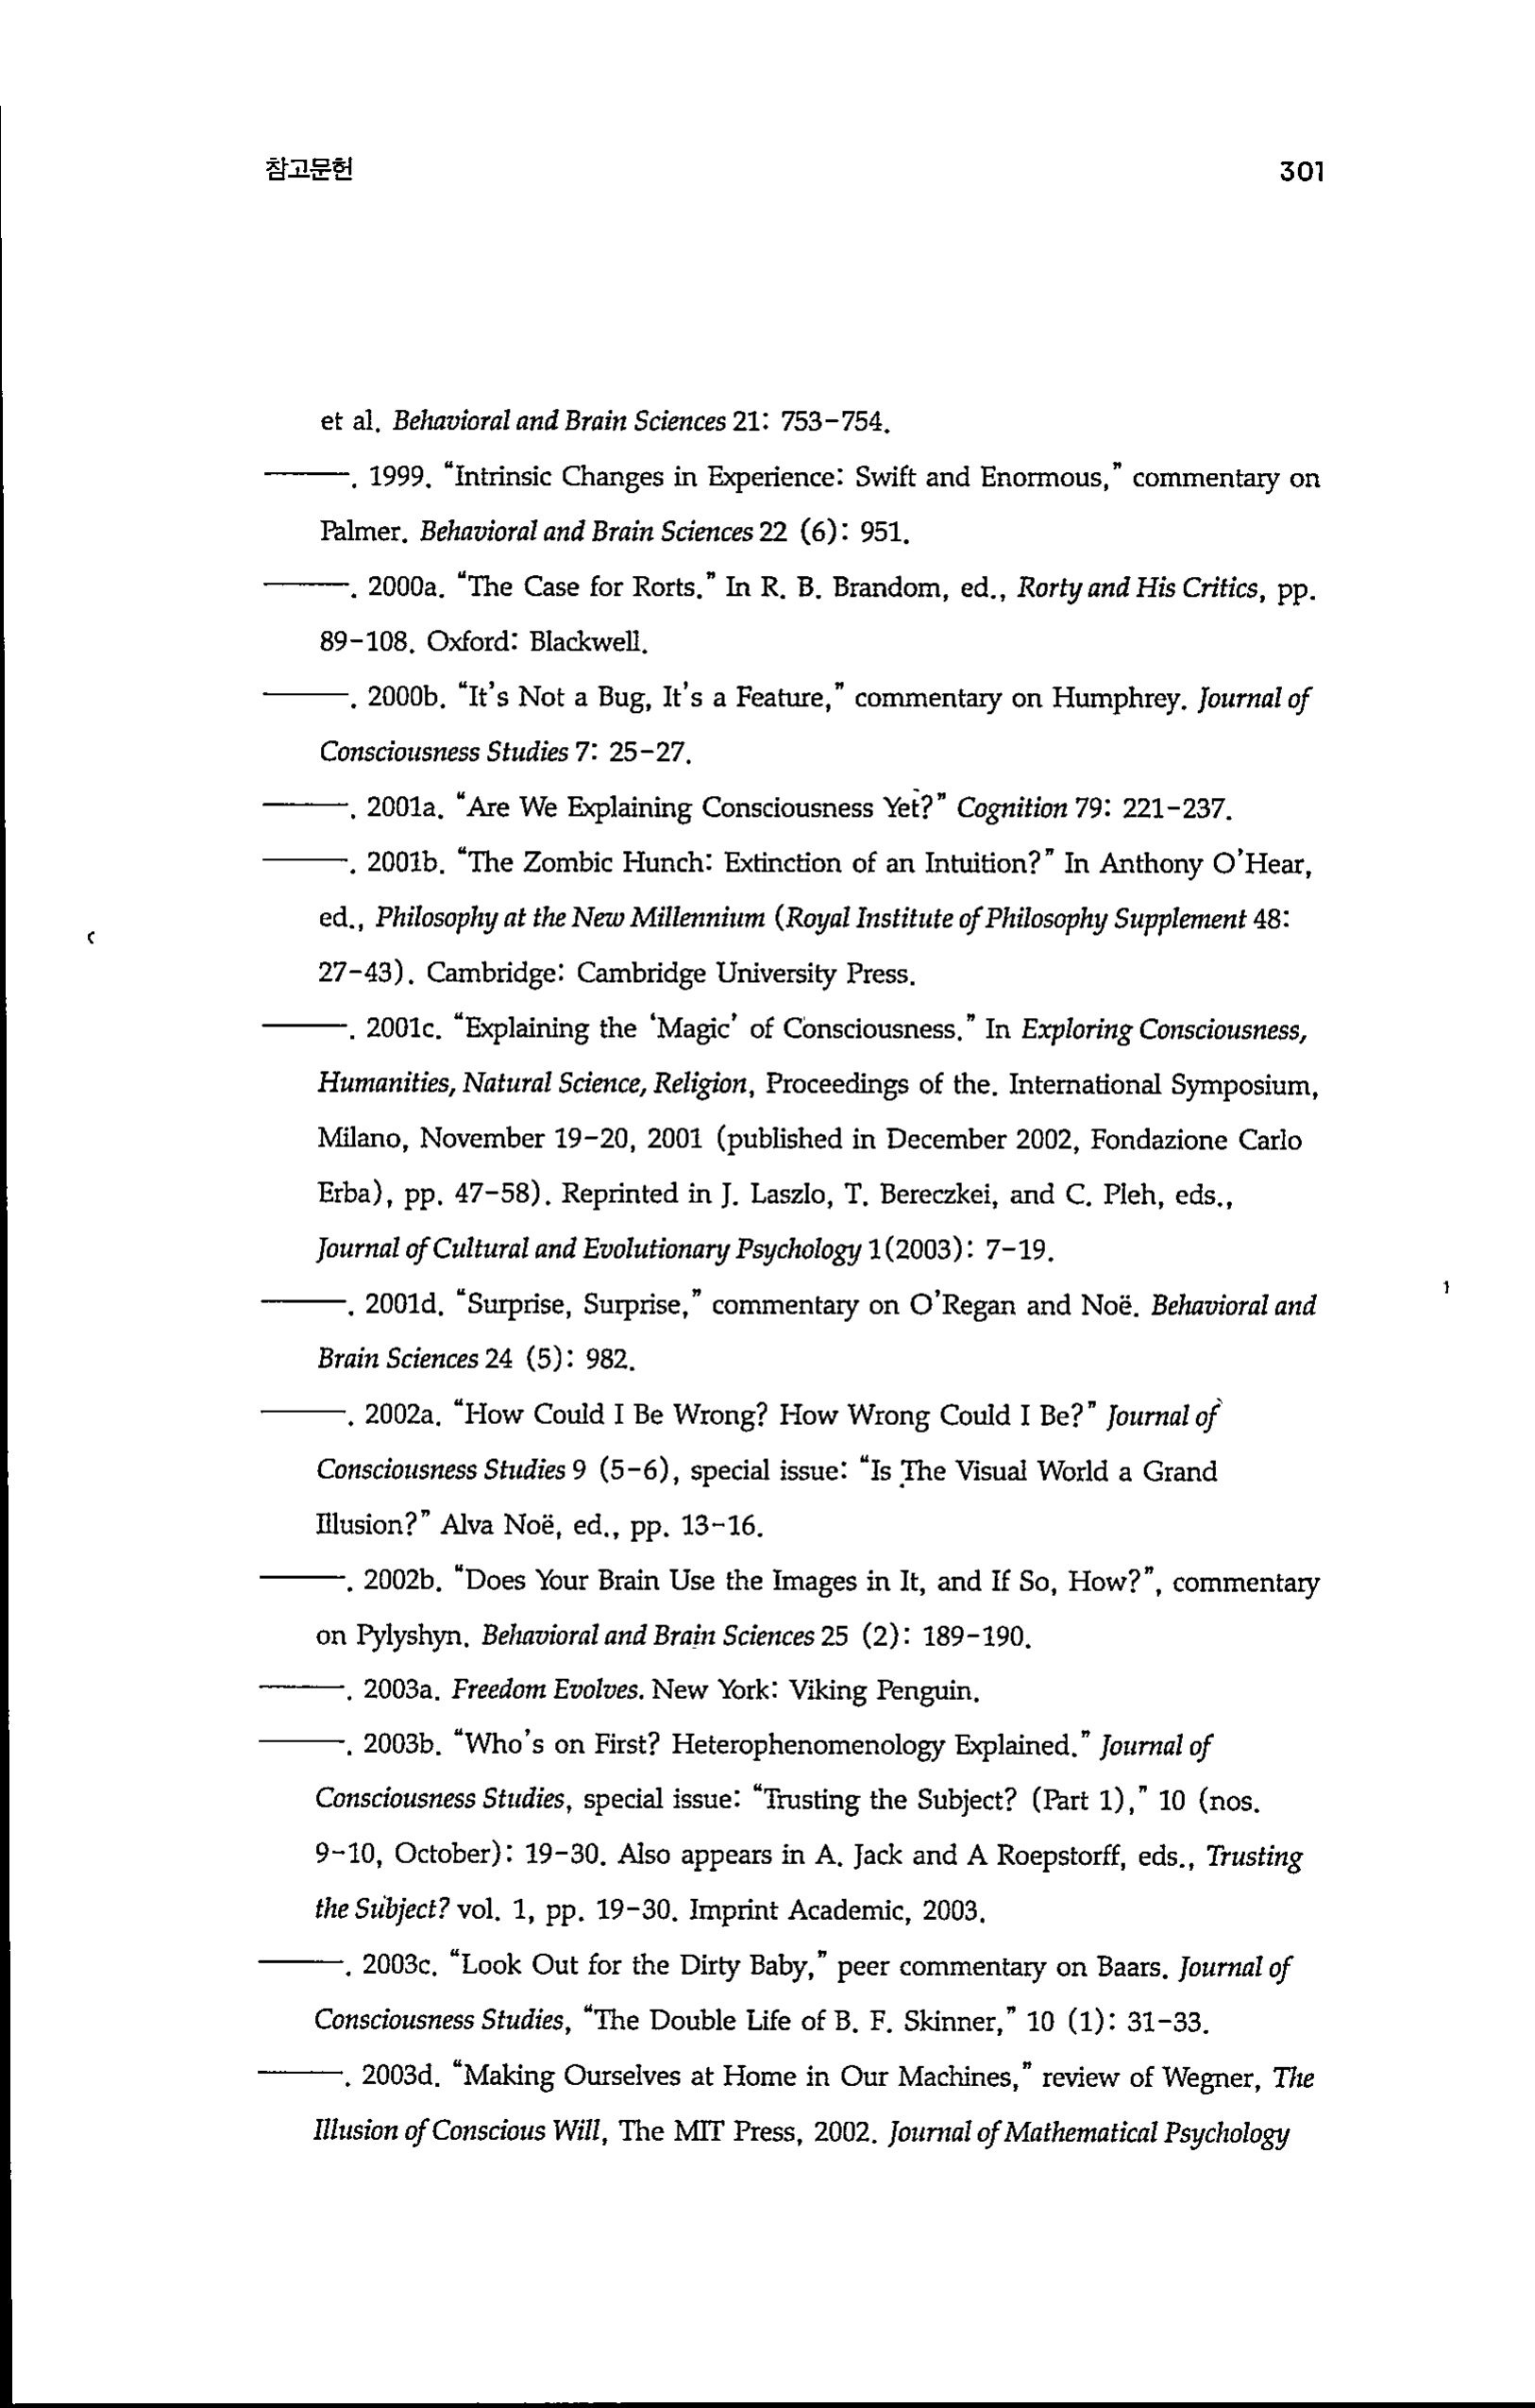 참고문헌 301
et al. Behavioral and Brain Sciences 21: 753-754.
———. 1999. “Intrinsic Changes in Experience: Swift and Enormous,” commentary on
Palmer. Behavioral and Brain Sciences 22 (6): 951.
———. 2000a. “The Case for Rorts.” In R. B. Brandom, ed., Rorty and His Critics, pp.
89-108. Oxford: Blackwell.
———. 2000b. “It's Not a Bug, It's a Feature,” commentary on Humphrey. Journal of
Consciousness Studies 7: 25-27.
———. 2001a. “Are We Explaining Consciousness Yet?” Cognition 79: 221-237.
———. 2001b. “The Zombic Hunch: Extinction of an Intuition?” In Anthony O'Hear,
ed., Philosophy at the New Millennium (Royal Institute of Philosophy Supplement 48:
27-43). Cambridge: Cambridge University Press.
———. 2001c. “Explaining the ‘Magic’ of Consciousness.” In Exploring Consciousness,
Humanities, Natural Science, Religion, Proceedings of the. International Symposium,
Milano, November 19-20, 2001 (published in December 2002, Fondazione Carlo
Erba), pp. 47-58). Reprinted in J. Laszlo, T. Bereczkei, and C. Pleh, eds.,
Journal of Cultural and Evolutionary Psychology 1(2003): 7-19.
———. 2001d. “Surprise, Surprise,” commentary on O'Regan and Noë. Behavioral and
Brain Sciences 24 (5): 982.
———. 2002a. “How Could I Be Wrong? How Wrong Could I Be?” Journal of
Consciousness Studies 9 (5-6), special issue: “Is The Visual World a Grand
Illusion?” Alva Noë, ed., pp. 13-16.
———. 2002b. “Does Your Brain Use the Images in It, and If So, How?”, commentary
on Pylyshyn. Behavioral and Brain Sciences 25 (2): 189-190.
———. 2003a. Freedom Evolves. New York: Viking Penguin.
———. 2003b. “Who's on First? Heterophenomenology Explained.” Journal of
Consciousness Studies, special issue: “Trusting the Subject? (Part 1),” 10 (nos.
9-10, October): 19-30. Also appears in A. Jack and A Roepstorff, eds., Trusting
the Subject? vol. 1, pp. 19-30. Imprint Academic, 2003.
———. 2003c. “Look Out for the Dirty Baby,” peer commentary on Baars. Journal of
Consciousness Studies, “The Double Life of B. F. Skinner,” 10 (1): 31-33.
———. 2003d. “Making Ourselves at Home in Our Machines,” review of Wegner, The
Illusion of Conscious Will, The MIT Press, 2002. Journal of Mathematical Psychology